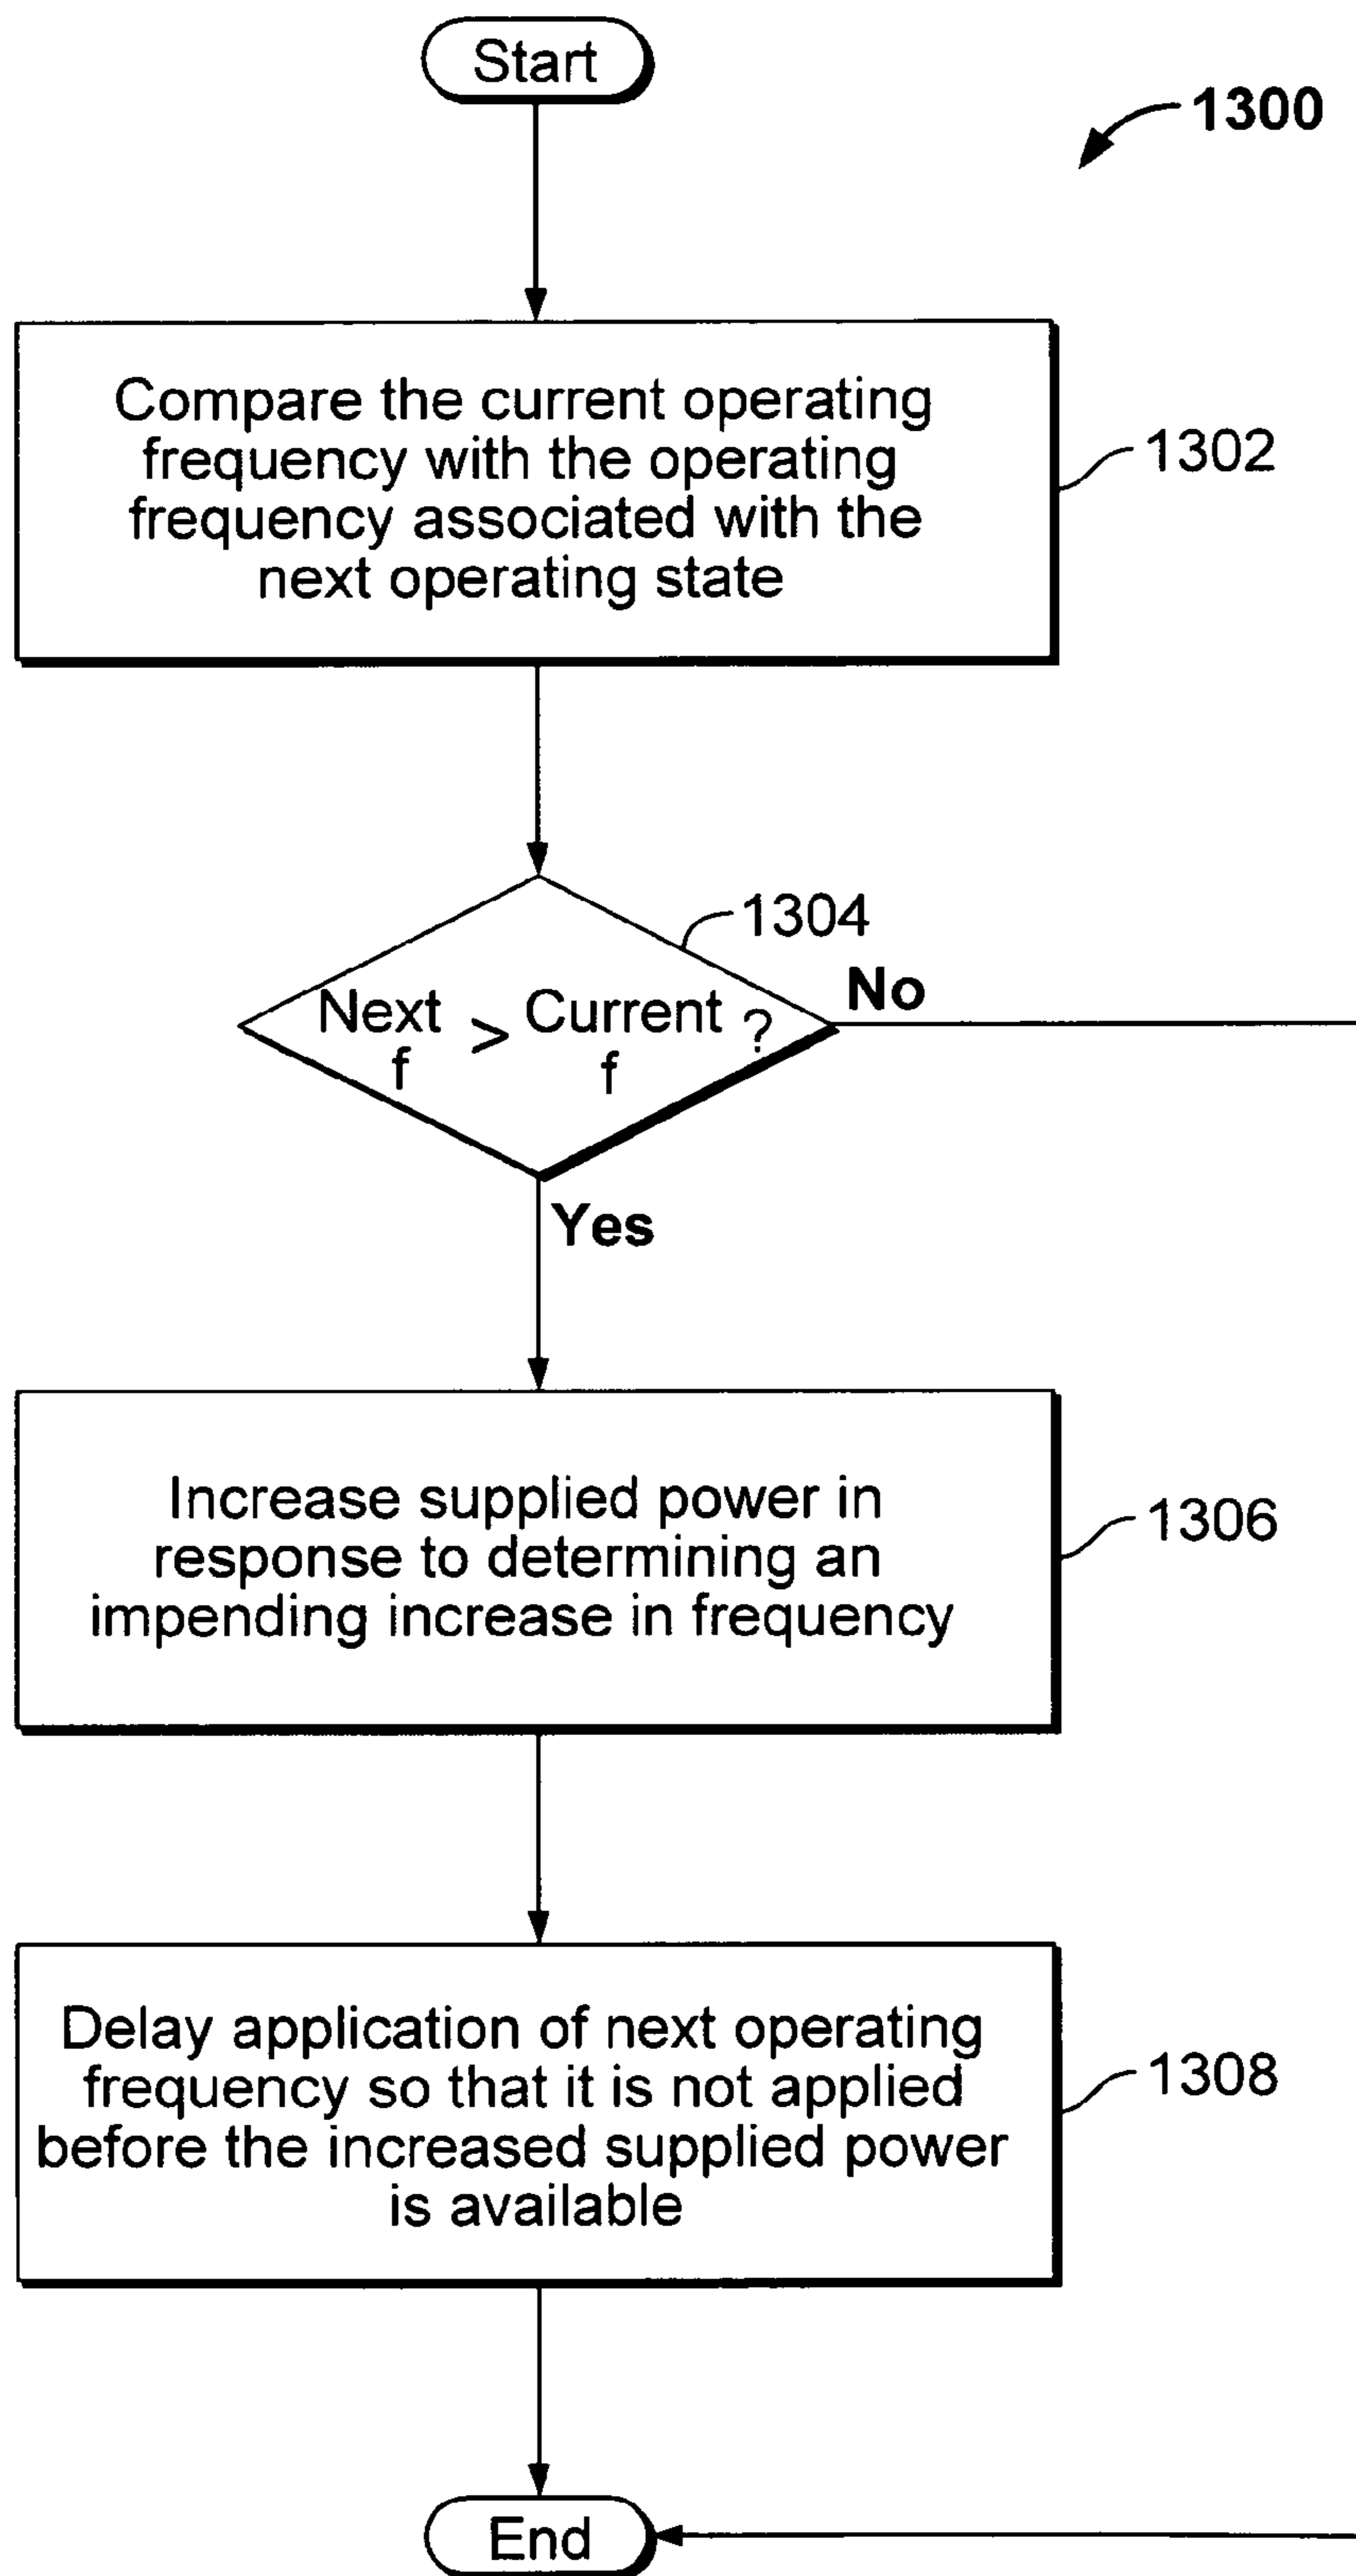 Start
1300
Compare the current operating
frequency with the operating
frequency associated with the
next operating state
1302
1304
No
Next f > Current f ?
Yes
Increase supplied power in
response to determining an
impending increase in frequency
1306
Delay application of next operating
frequency so that it is not applied
before the increased supplied power
is available
1308
End